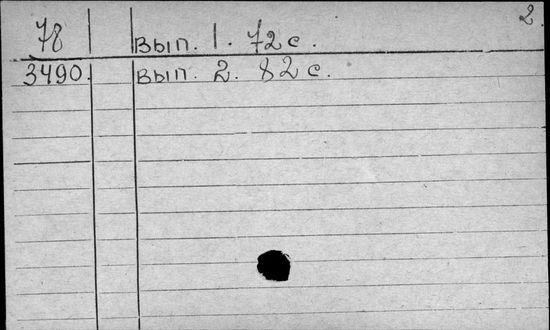 2.
78 вып. 1. 72 с.
3490. вып. 2. 82 с.